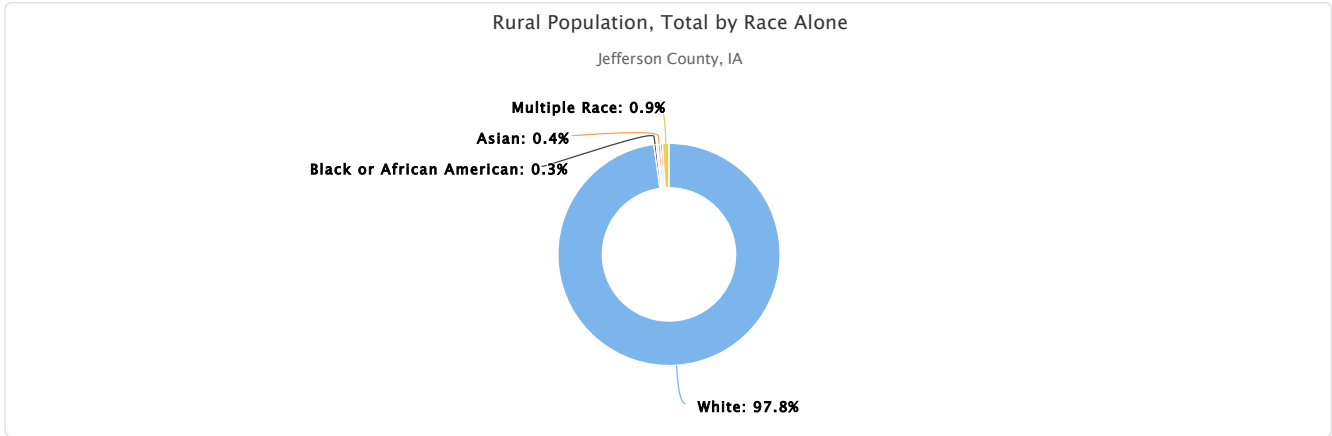 Rural Population, Total by Race Alone
Jefferson County, IA
Multiple Race: 0.9%
Asian: 0.4%
Black or African American: 0.3%
White: 97.8%